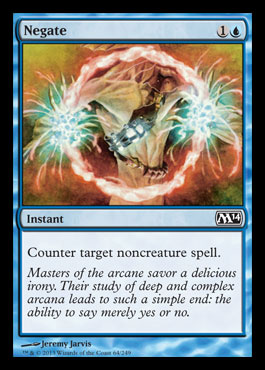 Negate 1
Instant M14
Counter target noncreature spell.
Masters of the arcane savor a delicious
irony. Their study of deep and complex
arcana leads to such a simple end: the
ability to say merely yes or no.
Jeremy Jarvis
™ & © 2013 Wizards of the Coast 64/249